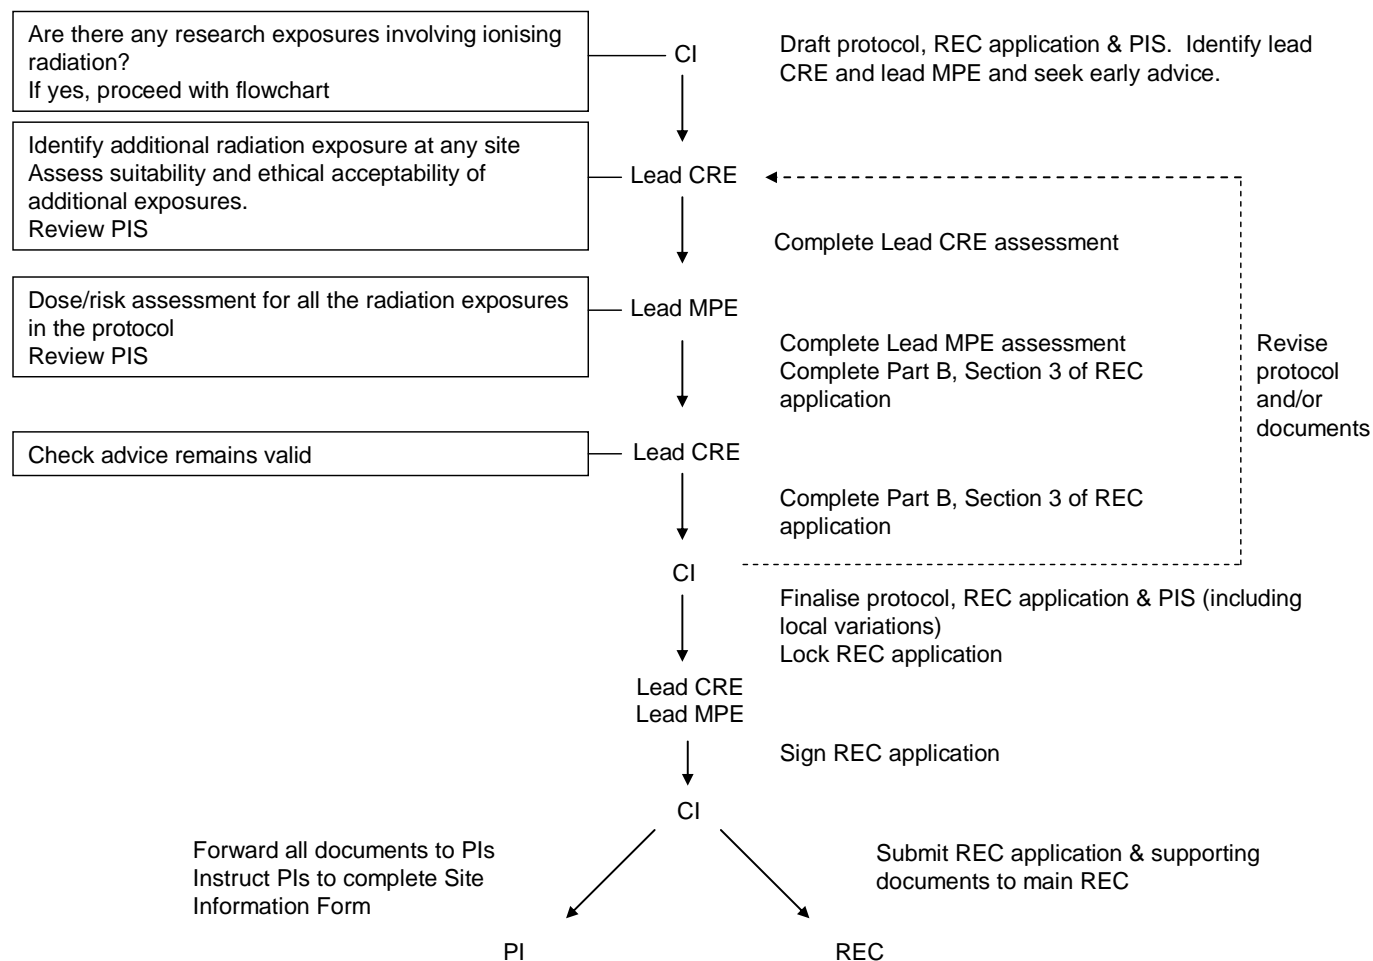 Are there any research exposures involving ionising
radiation?
If yes, proceed with flowchart
CI
Draft protocol, REC application & PIS.  Identify lead
CRE and lead MPE and seek early advice.
Identify additional radiation exposure at any site
Assess suitability and ethical acceptability of
additional exposures.
Review PIS
Lead CRE
Complete Lead CRE assessment
Dose/risk assessment for all the radiation exposures
in the protocol
Review PIS
Lead MPE
Complete Lead MPE assessment
Complete Part B, Section 3 of REC
application
Revise
protocol
and/or
documents
Check advice remains valid
Lead CRE
Complete Part B, Section 3 of REC
application
CI
Finalise protocol, REC application & PIS (including
local variations)
Lock REC application
Lead CRE
Lead MPE
Sign REC application
CI
Forward all documents to PIs
Instruct PIs to complete Site
Information Form
Submit REC application & supporting
documents to main REC
PI
REC